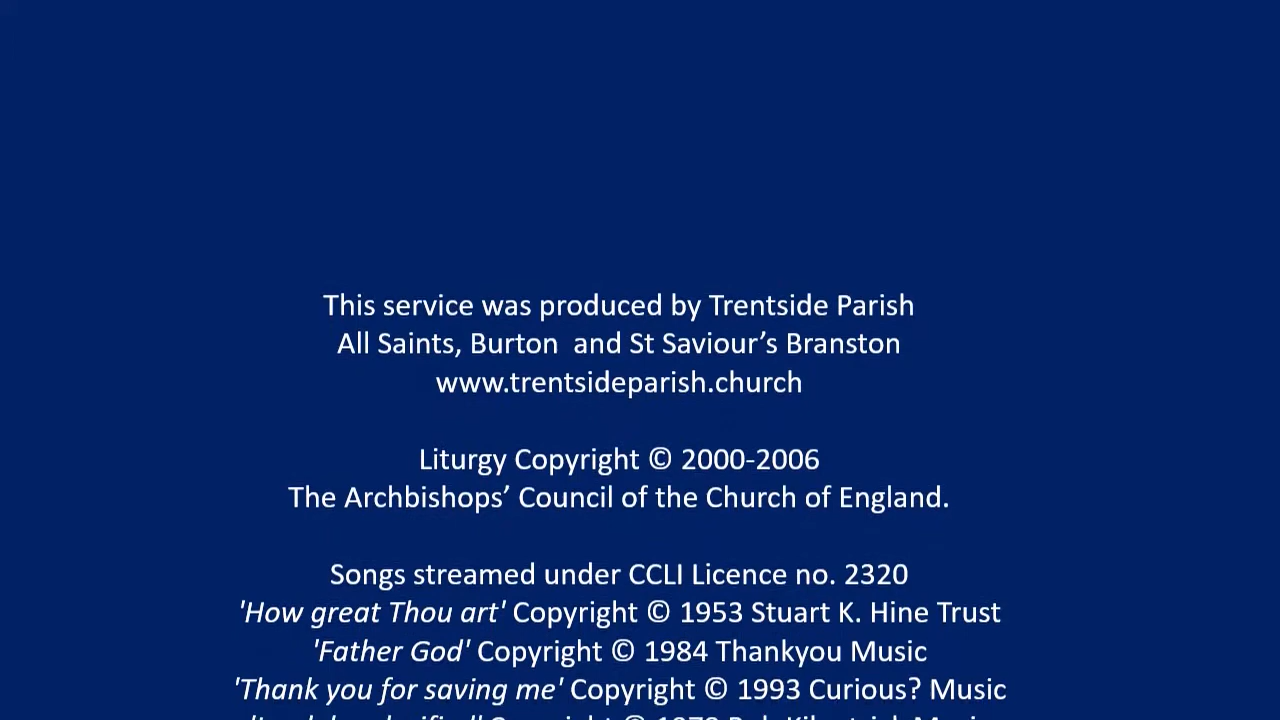 This service was produced by Trentside Parish
All Saints, Burton  and St Saviour’s Branston
www.trentsideparish.church
Liturgy Copyright © 2000-2006
The Archbishops’ Council of the Church of England.
Songs streamed under CCLI Licence no. 2320
'How great Thou art' Copyright © 1953 Stuart K. Hine Trust
'Father God' Copyright © 1984 Thankyou Music
'Thank you for saving me' Copyright © 1993 Curious? Music